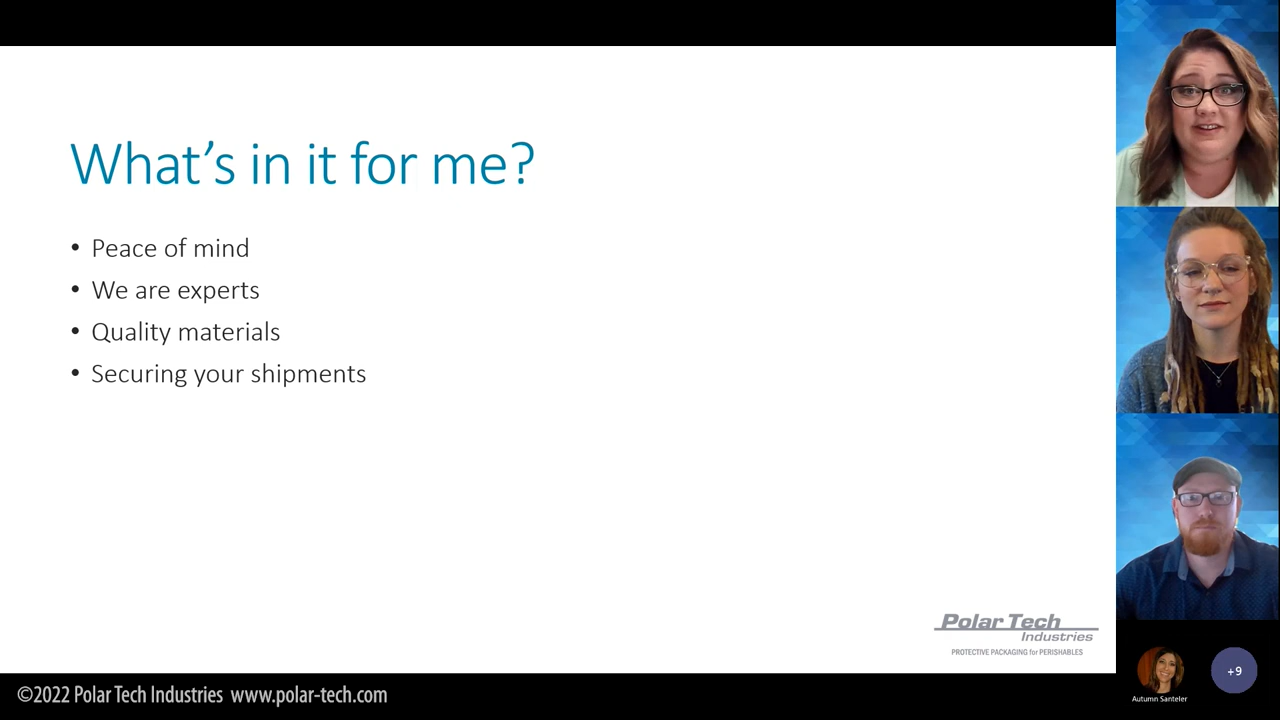 What's in it for me?
• Peace of mind
• We are experts
• Quality materials
• Securing your shipments
Polar Tech
Industries
PROTECTIVE PACKAGING for PERISHABLES
©2022 Polar Tech Industries www.polar-tech.com
Autumn Santeler
+9